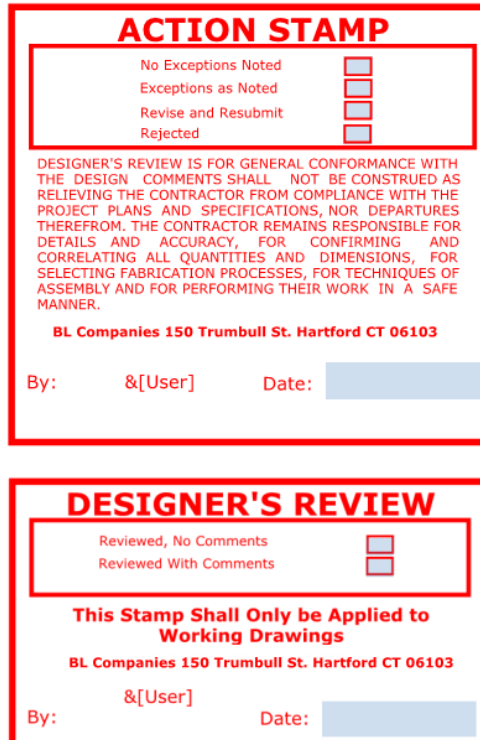 ACTION STAMP
No Exceptions Noted
Exceptions as Noted
Revise and Resubmit
Rejected
DESIGNER'S REVIEW IS FOR GENERAL CONFORMANCE WITH
THE DESIGN COMMENTS SHALL NOT BE CONSTRUED AS
RELIEVING THE CONTRACTOR FROM COMPLIANCE WITH THE
PROJECT PLANS AND SPECIFICATIONS, NOR DEPARTURES
THEREFROM. THE CONTRACTOR REMAINS RESPONSIBLE FOR
DETAILS AND ACCURACY, FOR CONFIRMING AND
CORRELATING ALL QUANTITIES AND DIMENSIONS, FOR
SELECTING FABRICATION PROCESSES, FOR TECHNIQUES OF
ASSEMBLY AND FOR PERFORMING THEIR WORK IN A SAFE
MANNER.
BL Companies 150 Trumbull St. Hartford CT 06103
By: &[User] Date:
DESIGNER'S REVIEW
Reviewed, No Comments
Reviewed With Comments
This Stamp Shall Only be Applied to
Working Drawings
BL Companies 150 Trumbull St. Hartford CT 06103
&[User]
By: Date: